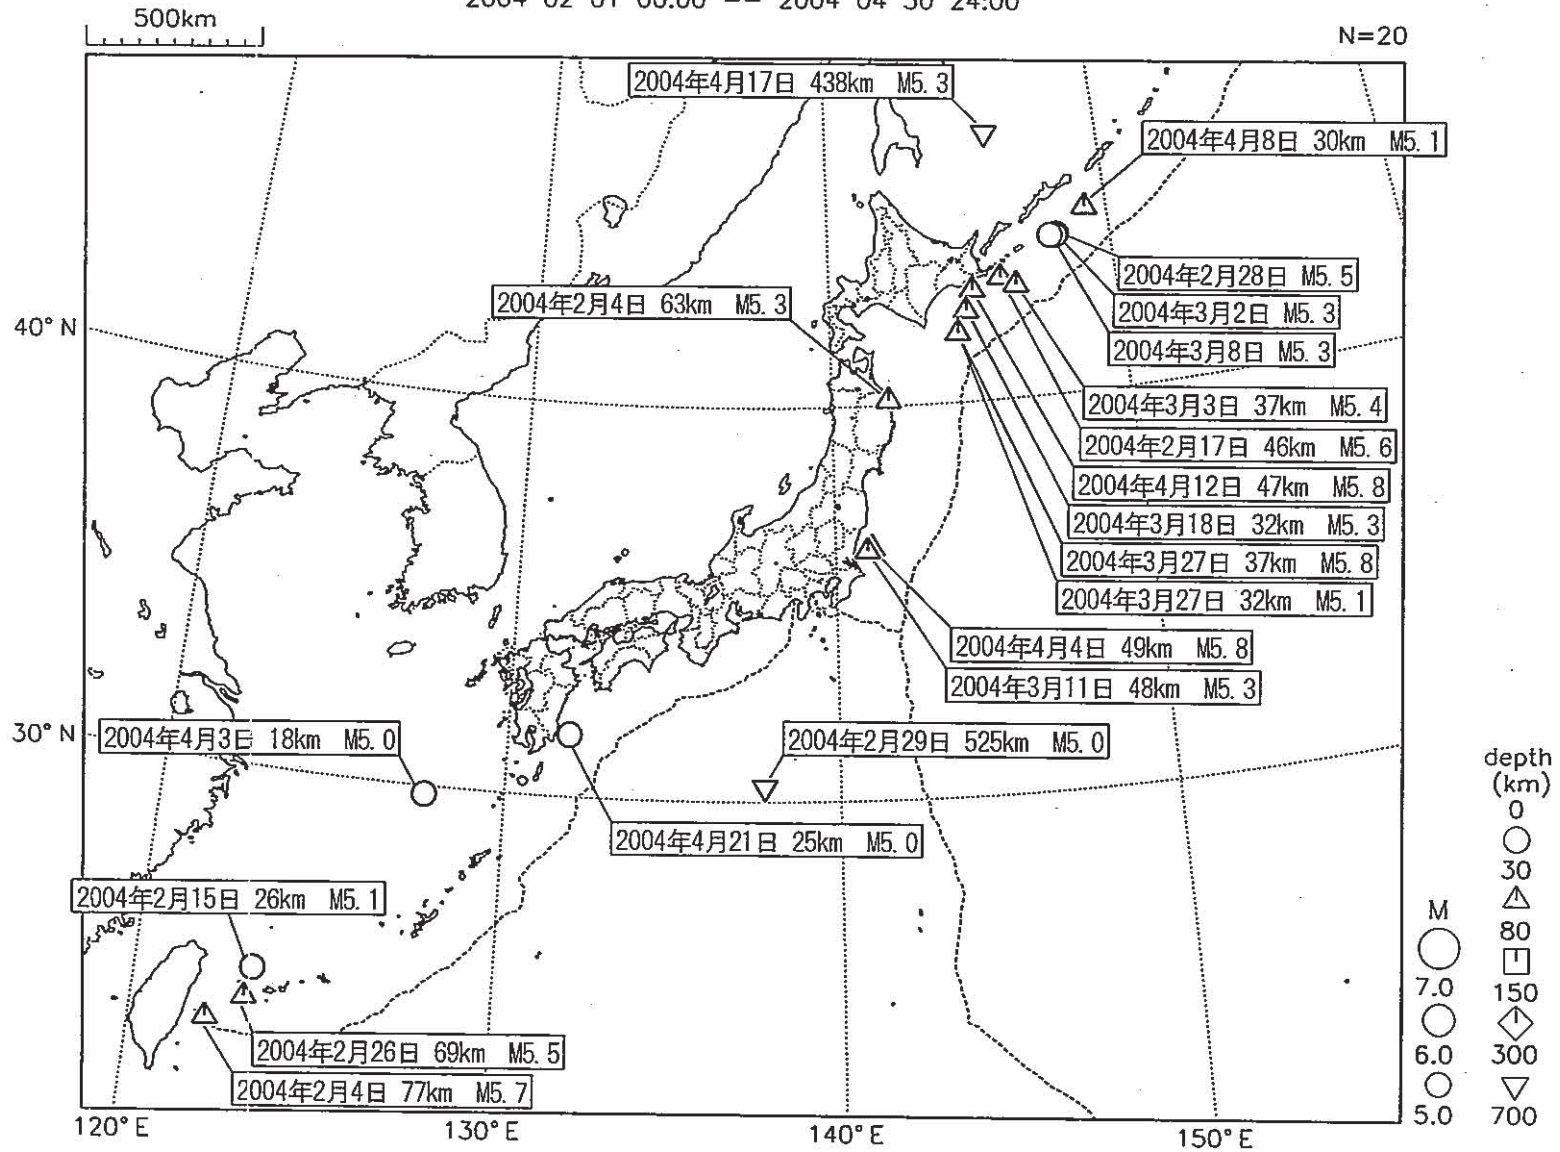 2004 02 01 00:00 -- 2004 04 30 24:00
500km
N=20
2004年4月17日 438km M5.3
2004年4月8日 30km M5.1
2004年2月28日 M5.5
2004年3月2日 M5.3
2004年3月8日 M5.3
2004年2月4日 63km M5.3
40°N
2004年3月3日 37km M5.4
2004年2月17日 46km M5.6
2004年4月12日 47km M5.8
2004年3月18日 32km M5.3
2004年3月27日 37km M5.8
2004年3月27日 32km M5.1
2004年4月4日 49km M5.8
2004年3月11日 48km M5.3
30°N
2004年4月3日 18km M5.0
2004年2月29日 525km M5.0
2004年4月21日 25km M5.0
2004年2月15日 26km M5.1
2004年2月26日 69km M5.5
2004年2月4日 77km M5.7
120°E
130°E
140°E
150°E
M
7.0
6.0
5.0
depth
(km)
0
30
80
150
300
700